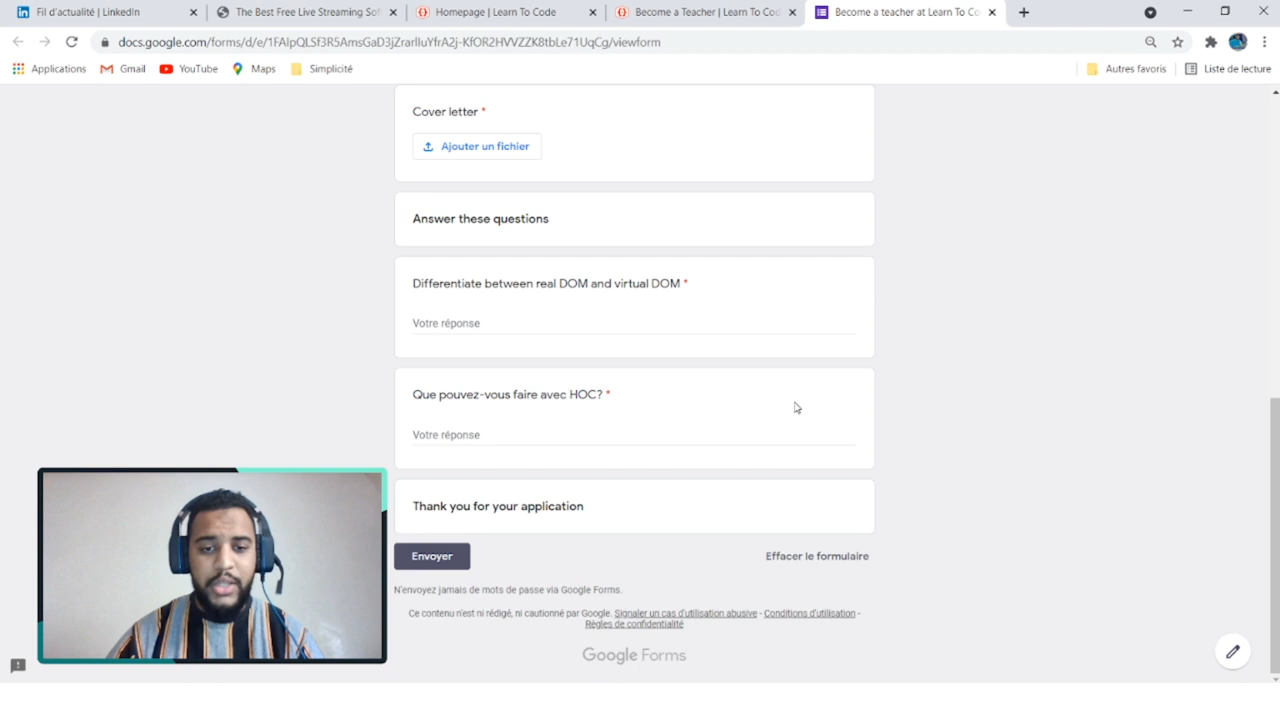 Fil d'actualité | LinkedIn
The Best Free Live Streaming Sof
Homepage | Learn To Code
Become a Teacher | Learn To Cod
Become a teacher at Learn To Co
docs.google.com/forms/d/e/1FAIpQLSf3R5AmsGaD3jZrarlIuYfrA2j-KfOR2HVVZZK8tbLe71UqCg/viewform
Applications
Gmail
YouTube
Maps
Simplicité
Autres favoris
Liste de lecture
Cover letter *
Ajouter un fichier
Answer these questions
Differentiate between real DOM and virtual DOM *
Votre réponse
Que pouvez-vous faire avec HOC? *
Votre réponse
Thank you for your application
Envoyer
Effacer le formulaire
N'envoyez jamais de mots de passe via Google Forms.
Ce contenu n'est ni rédigé, ni cautionné par Google. Signaler un cas d'utilisation abusive - Conditions d'utilisation -
Règles de confidentialité
Google Forms